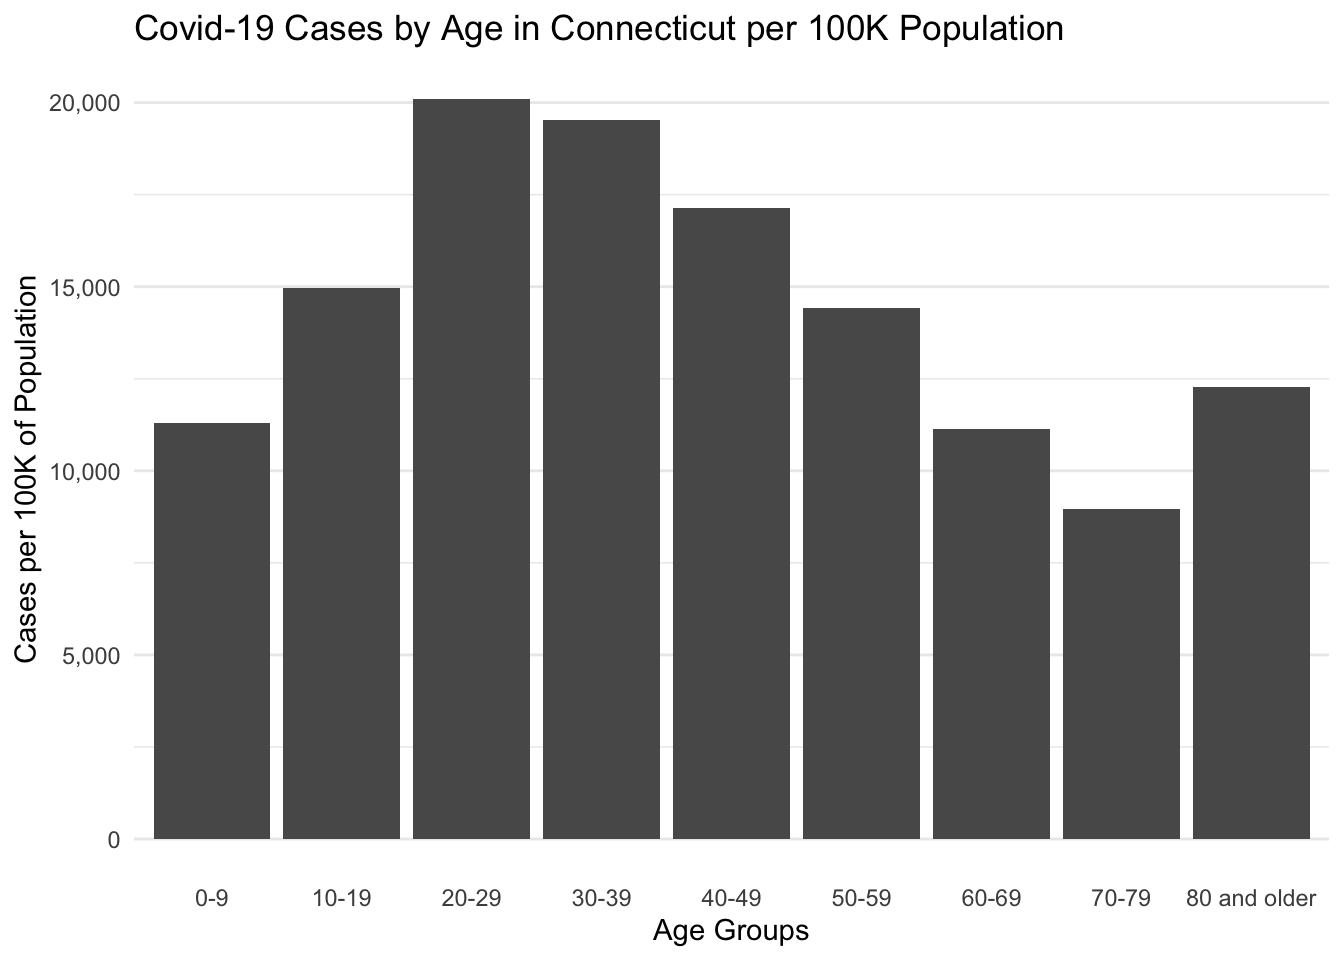 Covid-19 Cases by Age in Connecticut per 100K Population
Cases per 100K of Population
20,000
15,000
10,000
5,000
0
0-9 10-19 20-29 30-39 40-49 50-59 60-69 70-79 80 and older
Age Groups